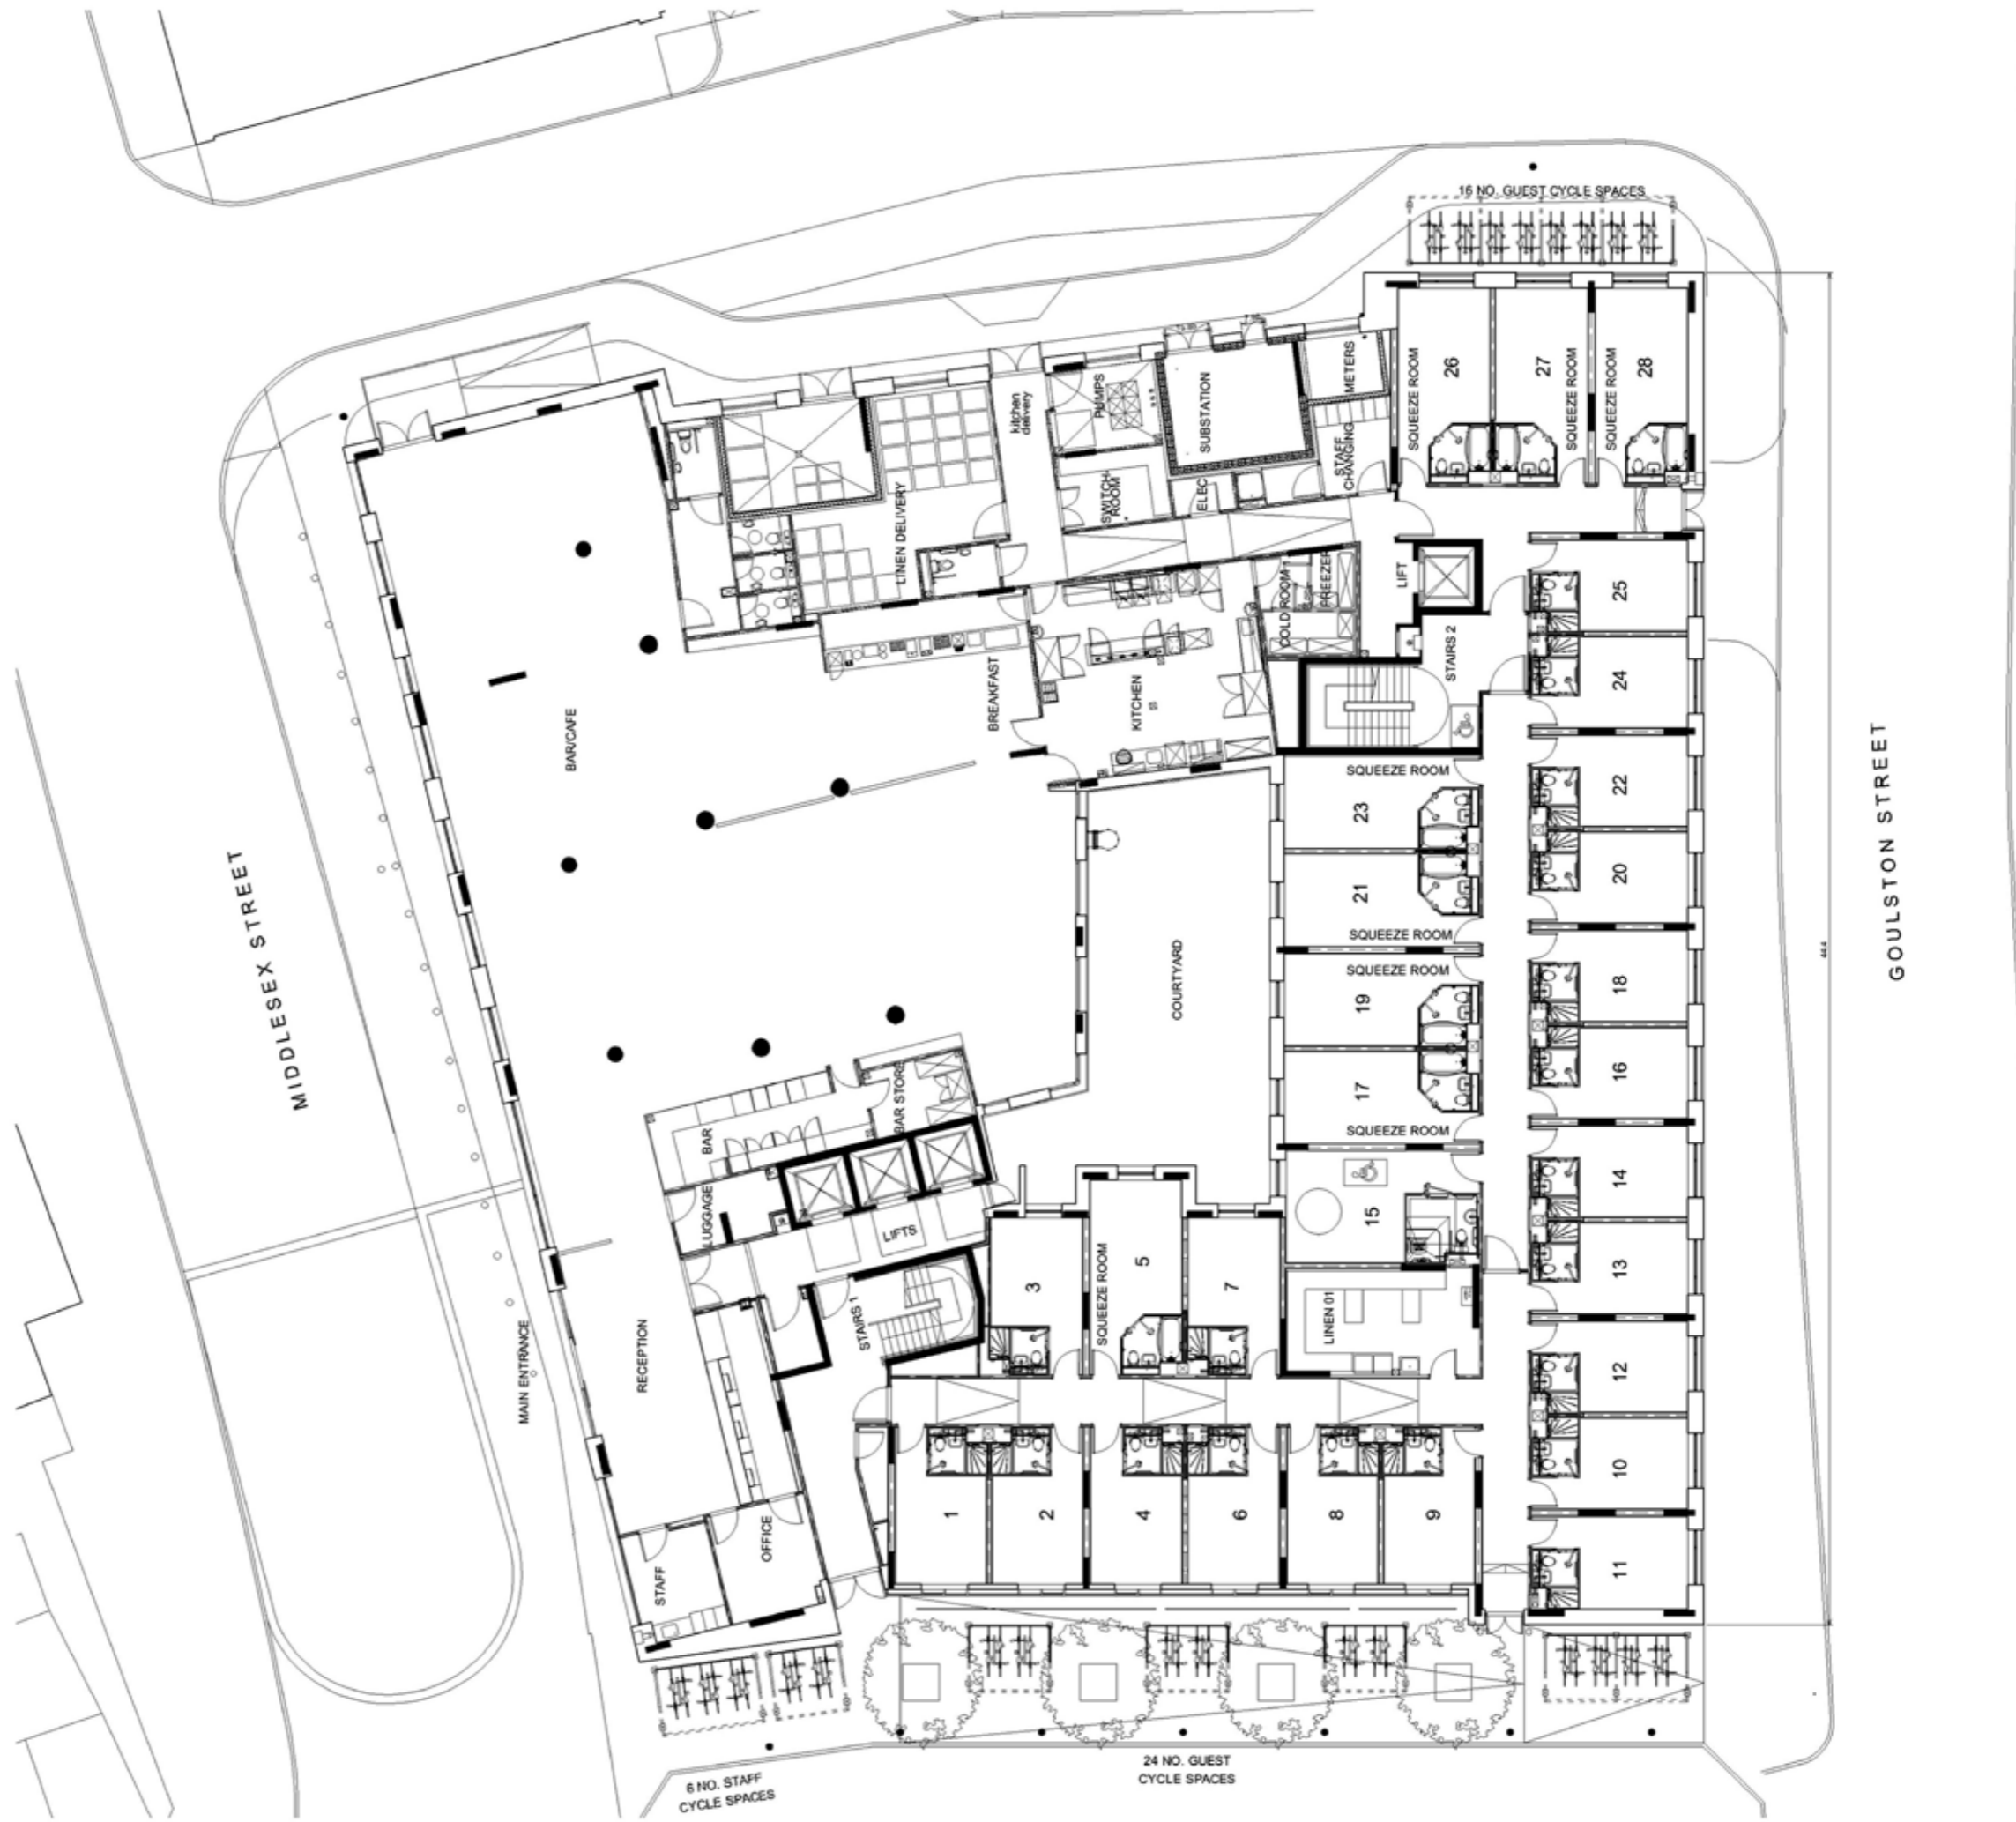 16 NO. GUEST CYCLE SPACES
SQUEEZE ROOM
26
27
SQUEEZE ROOM
SQUEEZE ROOM
28
METERS
STAFF
CHANGING
SUBSTATION
PUMPS
kitchen
delivery
SWITCH-
ROOM
ELEC
LINEN DELIVERY
COLD ROOM 1
FREEZER
LIFT
STAIRS 2
25
24
22
20
18
16
14
13
12
10
11
BAR/CAFE
BREAKFAST
KITCHEN
SQUEEZE ROOM
23
21
SQUEEZE ROOM
SQUEEZE ROOM
19
17
SQUEEZE ROOM
15
LINEN 01
COURTYARD
MIDDLESEX STREET
GOULSTON STREET
BAR
BAR STORE
LUGGAGE
LIFTS
STAIRS 1
3
SQUEEZE ROOM
5
7
MAIN ENTRANCE
RECEPTION
1
2
4
6
8
9
STAFF
OFFICE
6 NO. STAFF
CYCLE SPACES
24 NO. GUEST
CYCLE SPACES